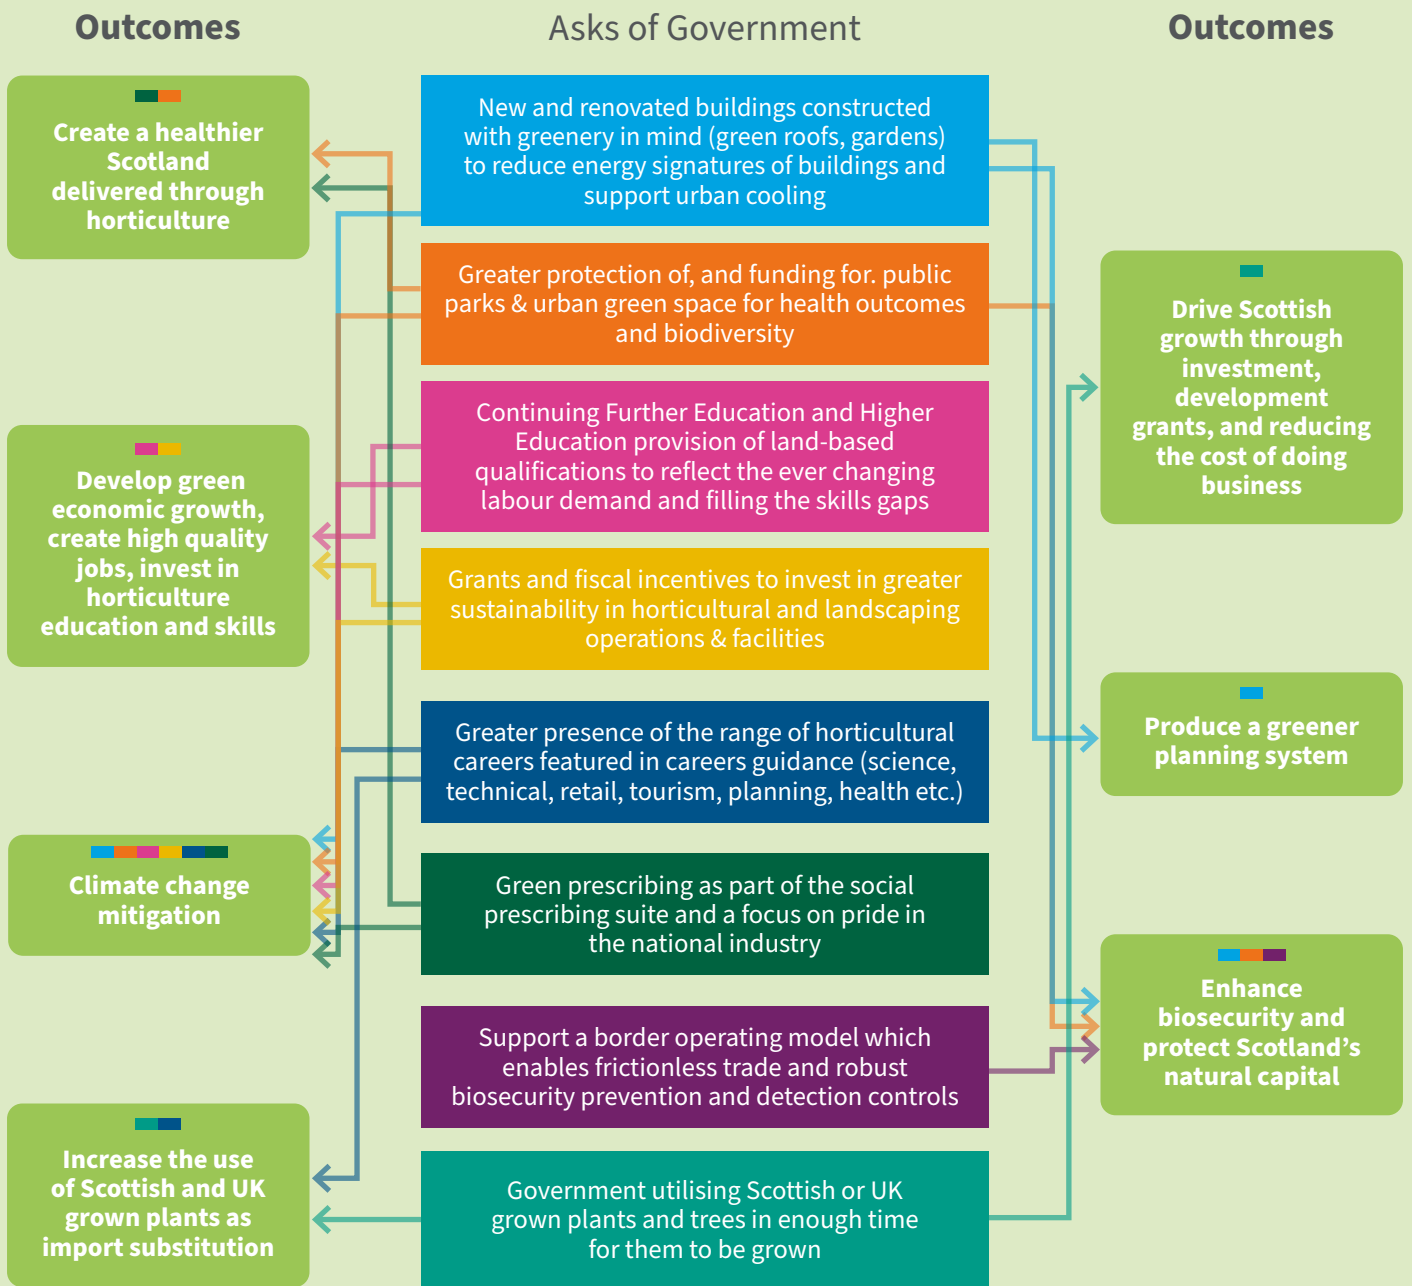 Outcomes
Create a healthier
Scotland
delivered through
horticulture
Develop green
economic growth,
create high quality
jobs, invest in
horticulture
education and skills
Climate change
mitigation
Increase the use
of Scottish and UK
grown plants as
import substitution
Asks of Government
New and renovated buildings constructed
with greenery in mind (green roofs, gardens)
to reduce energy signatures of buildings and
support urban cooling
Greater protection of, and funding for. public
parks & urban green space for health outcomes
and biodiversity
Continuing Further Education and Higher
Education provision of land-based
qualifications to reflect the ever changing
labour demand and filling the skills gaps
Grants and fiscal incentives to invest in greater
sustainability in horticultural and landscaping
operations & facilities
Greater presence of the range of horticultural
careers featured in careers guidance (science,
technical, retail, tourism, planning, health etc.)
Green prescribing as part of the social
prescribing suite and a focus on pride in
the national industry
Support a border operating model which
enables frictionless trade and robust
biosecurity prevention and detection controls
Government utilising Scottish or UK
grown plants and trees in enough time
for them to be grown
Outcomes
Drive Scottish
growth through
investment,
development
grants, and reducing
the cost of doing
business
Produce a greener
planning system
Enhance
biosecurity and
protect Scotland’s
natural capital